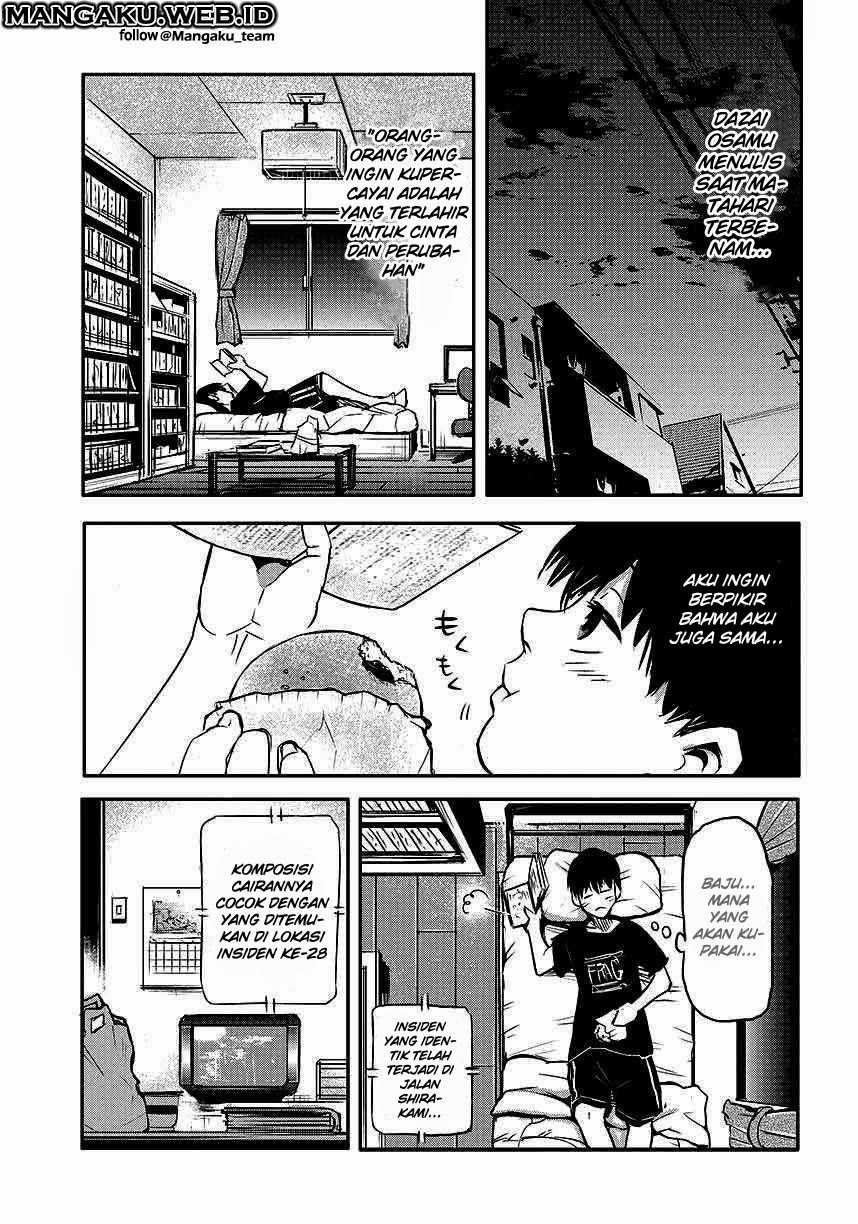 MANGAKU.WEB.ID
follow @Mangaku_team
DAZAI
OSAMU
MENULIS
SAAT MA-
TAHARI
TERBE-
NAM...
"ORANG-
ORANG YANG
INGIN KUPER-
CAYAI ADALAH
YANG TERLAHIR
UNTUK CINTA
DAN PERUBA-
HAN"
AKU INGIN
BERPIKIR
BAHWA AKU
JUGA SAMA...
もぐ
もぐ
BAJU...
MANA
YANG
AKAN KU-
PAKAI...
FRAG
INSIDEN
YANG IDEN-
TIK TELAH
TERJADI DI
JALAN
SHIRA-
KAMI...
KOMPOSISI
CAIRANNYA
COCOK DENGAN
YANG DITEMU-
KAN DI LOKASI
INSIDEN KE-28